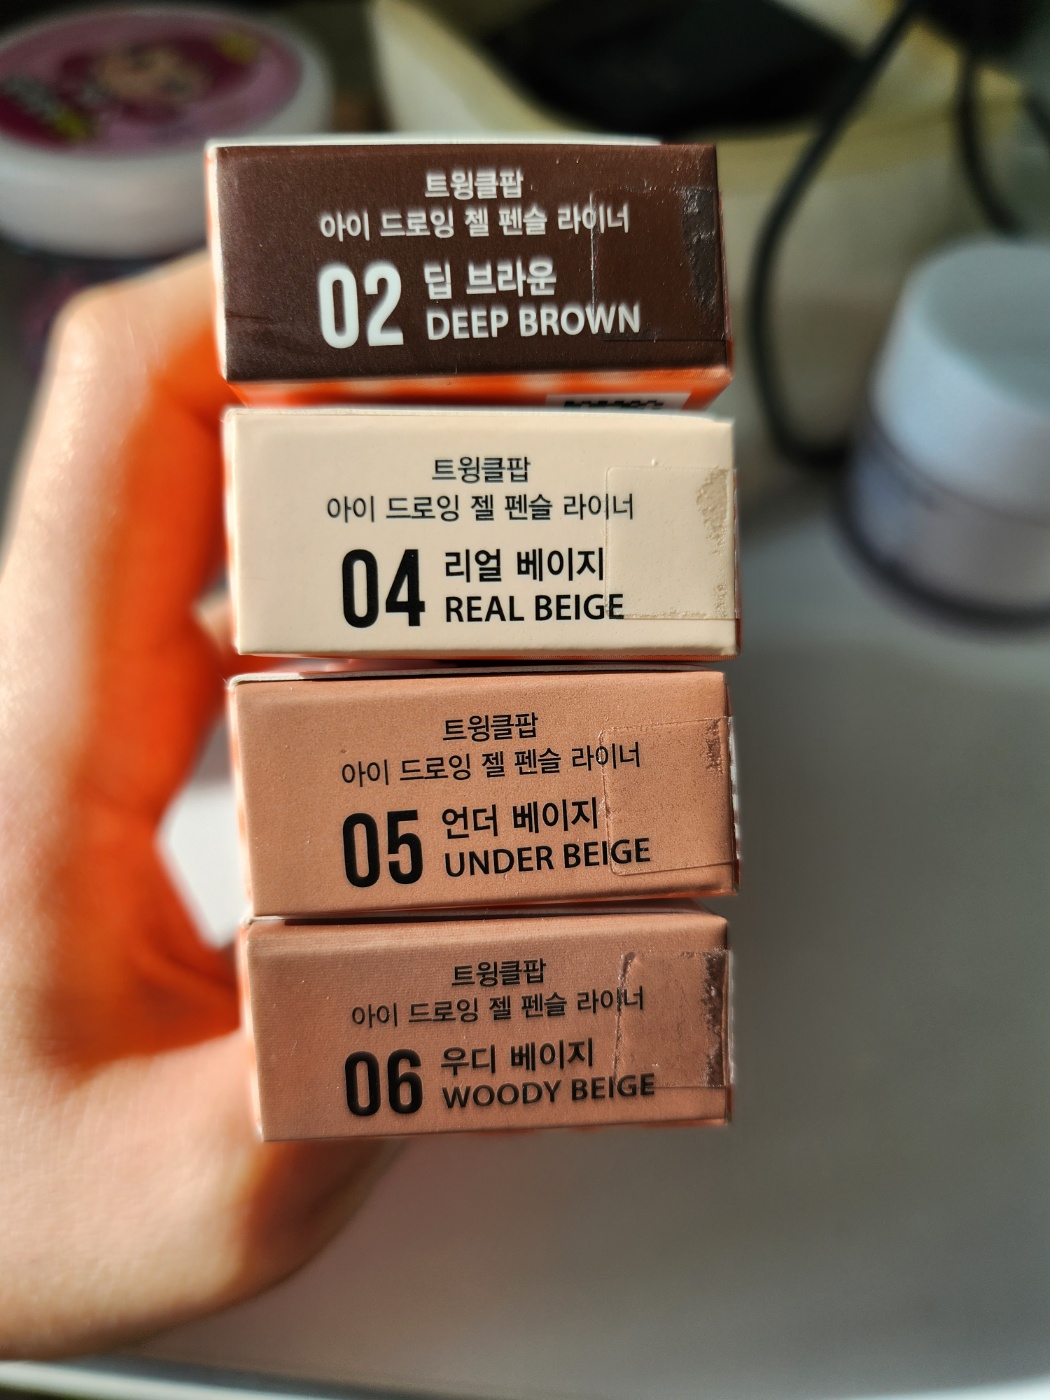 트윙클팝
아이 드로잉 젤 펜슬 라이너
02 딥 브라운
DEEP BROWN
트윙클팝
아이 드로잉 젤 펜슬 라이너
04 리얼 베이지
REAL BEIGE
트윙클팝
아이 드로잉 젤 펜슬 라이너
05 언더 베이지
UNDER BEIGE
트윙클팝
아이 드로잉 젤 펜슬 라이너
06 우디 베이지
WOODY BEIGE